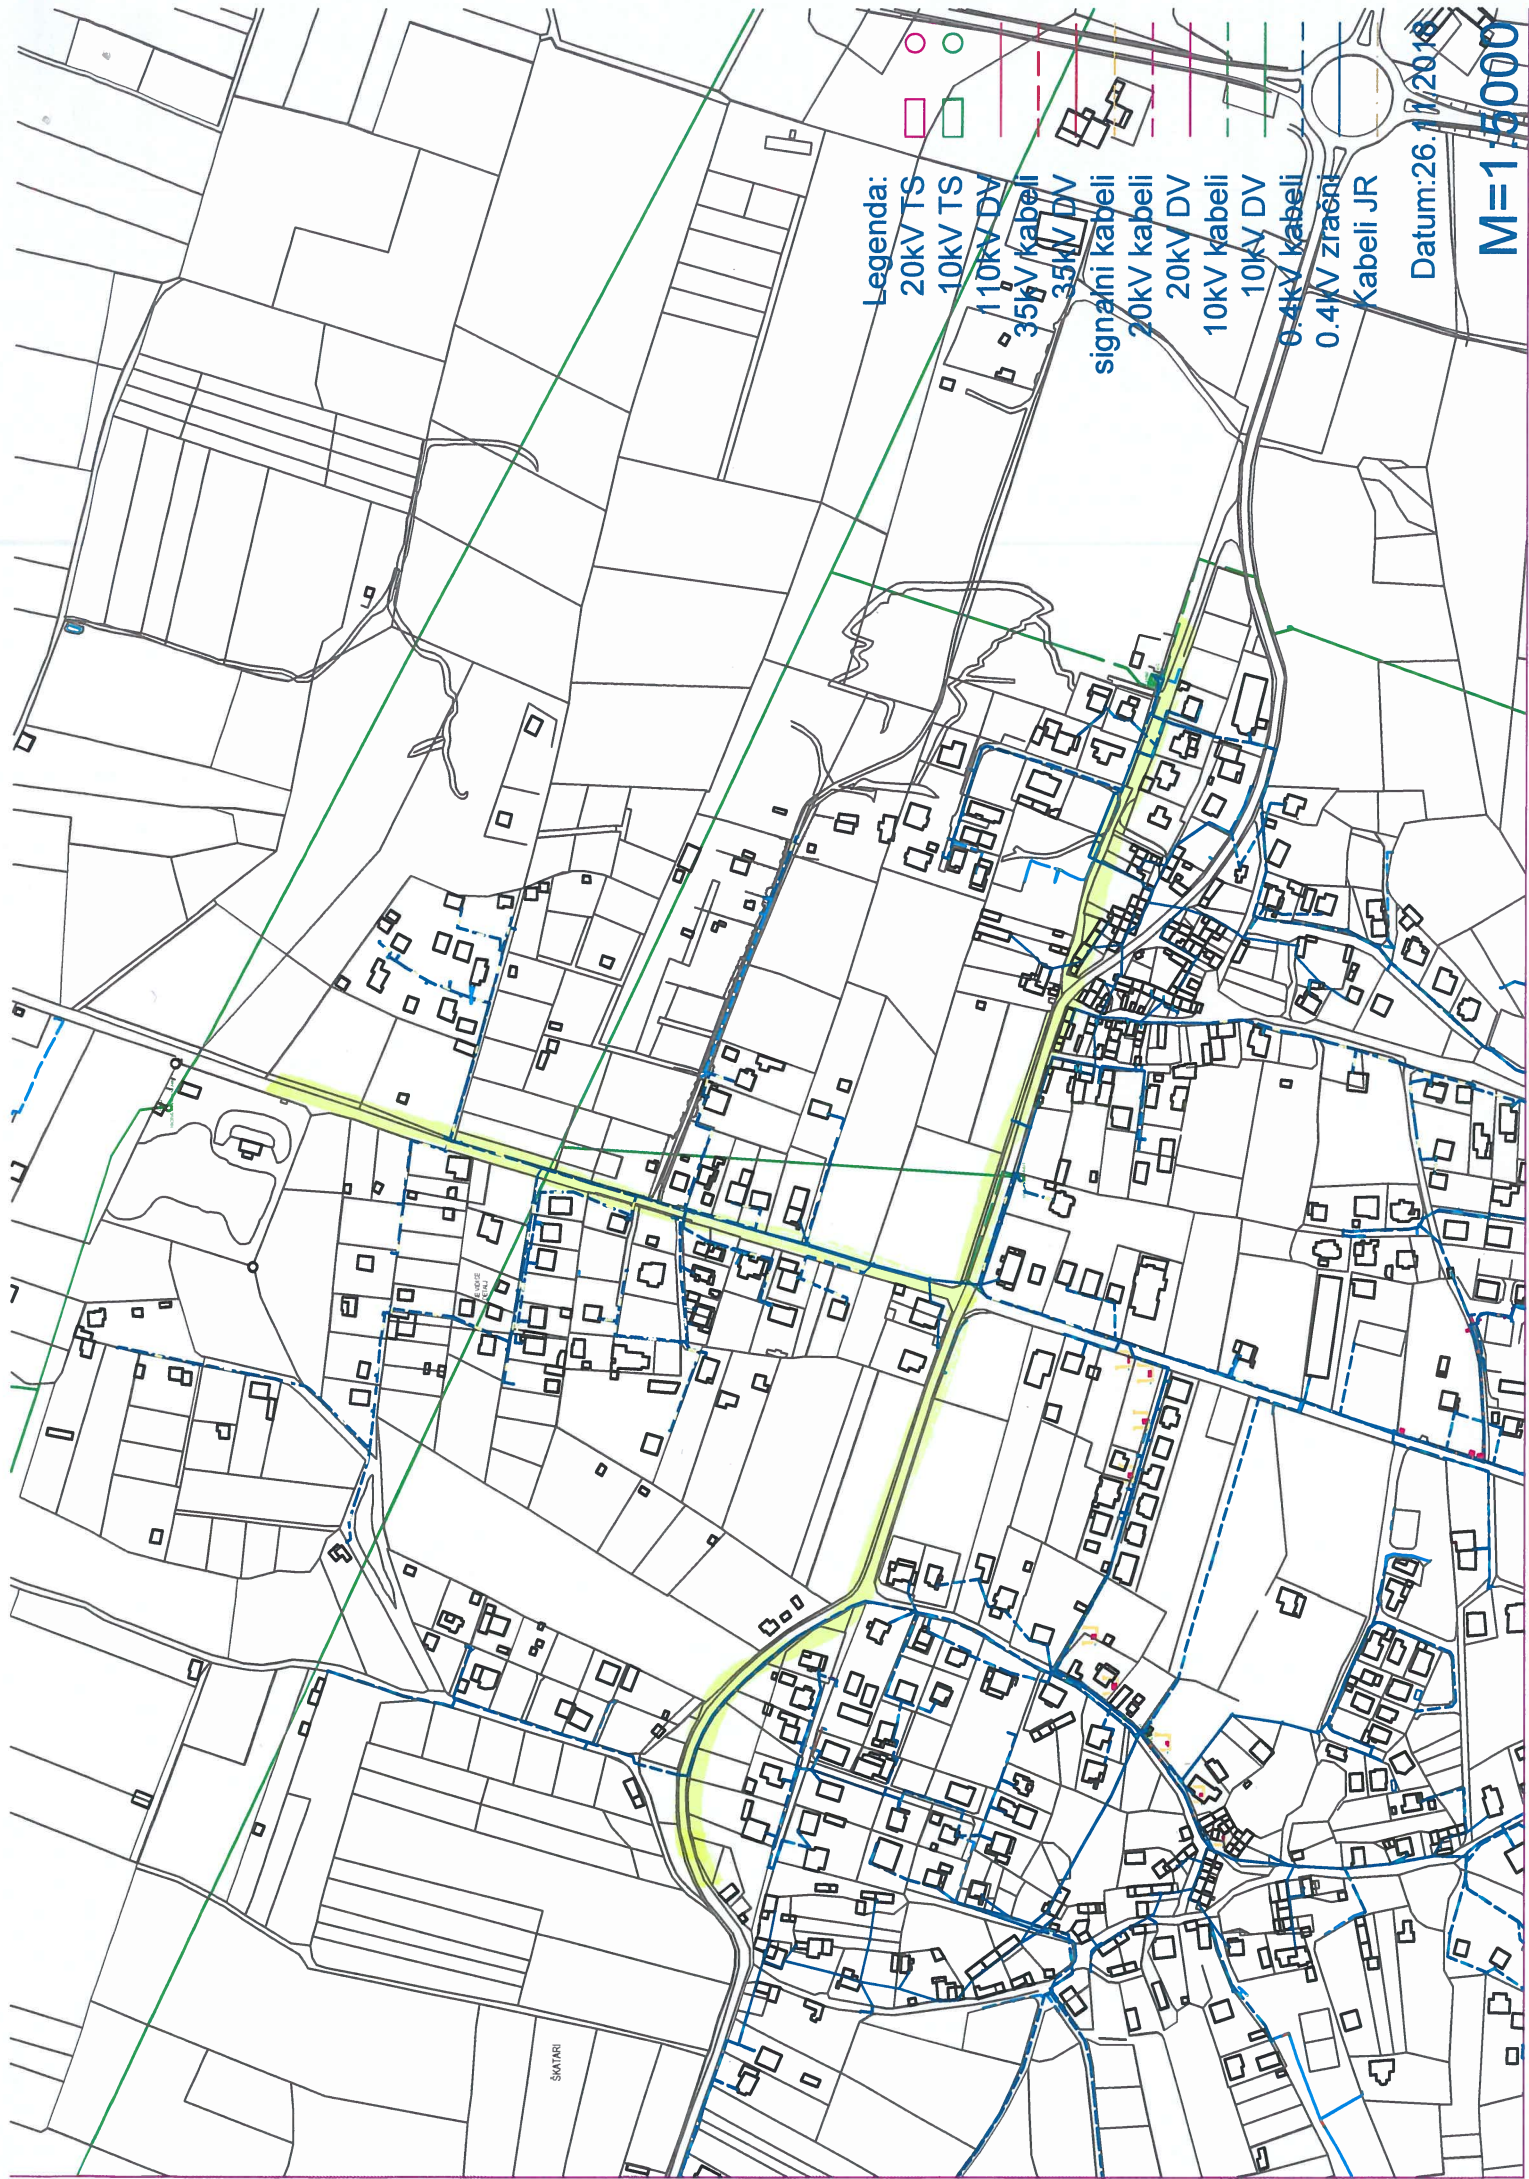 Legenda:
20kV TS
10kV TS
110kV DV
35kV kabeli
35kV DV
signalni kabeli
20kV kabeli
20kV DV
10kV kabeli
10kV DV
0.4kV kabeli
0.4kV zračni
Kabeli JR
Datum:26.11.2018
M=1:5000
ŠKATARI